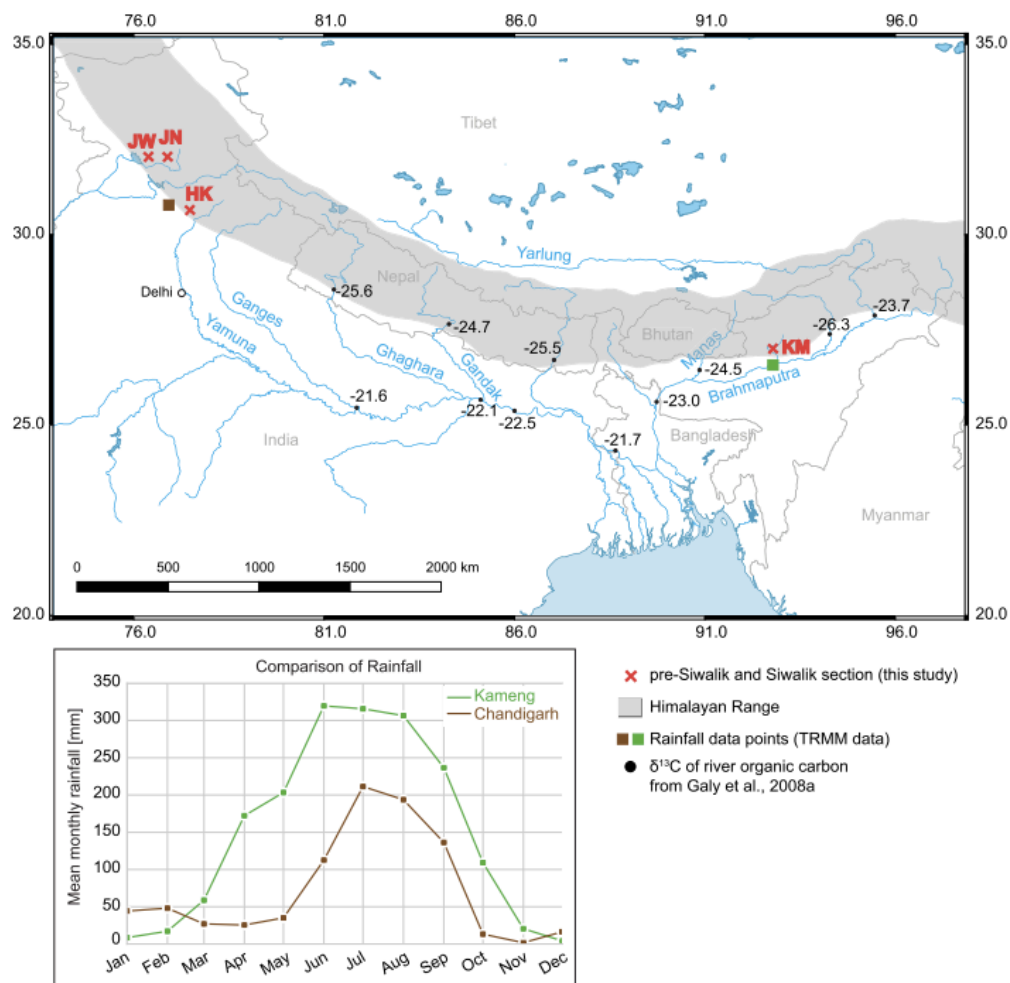 76.0 81.0 86.0 91.0 96.0
35.0 35.0
Tibet
JW JN
HK
30.0 30.0
Yarlung
Nepal
Delhi
-25.6
Ganges
-23.7
-26.3
Bhutan
-24.7
Yamuna
KM
-25.5
Manas
Ghaghara
-24.5
Gandak
Brahmaputra
-21.6
-23.0
-22.1
25.0 25.0
-22.5
India
-21.7
Bangladesh
Myanmar
0 500 1000 1500 2000 km
20.0 20.0
76.0 81.0 86.0 91.0 96.0
Comparison of Rainfall
350
Kameng
300
Chandigarh
250
200
150
100
50
0
Mean monthly rainfall [mm]
Jan Feb Mar Apr May Jun Jul Aug Sep Oct Nov Dec
pre-Siwalik and Siwalik section (this study)
Himalayan Range
Rainfall data points (TRMM data)
δ¹³C of river organic carbon
from Galy et al., 2008a